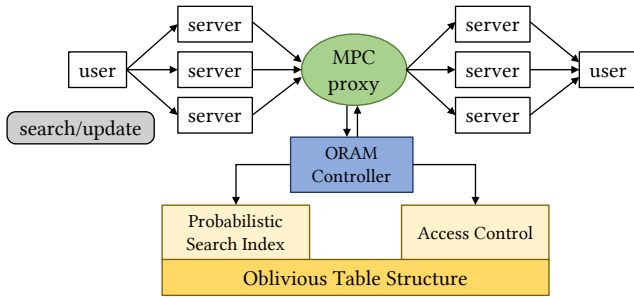 server
server
server
user
search/update
MPC
proxy
server
server
server
user
ORAM
Controller
Probabilistic
Search Index
Access Control
Oblivious Table Structure